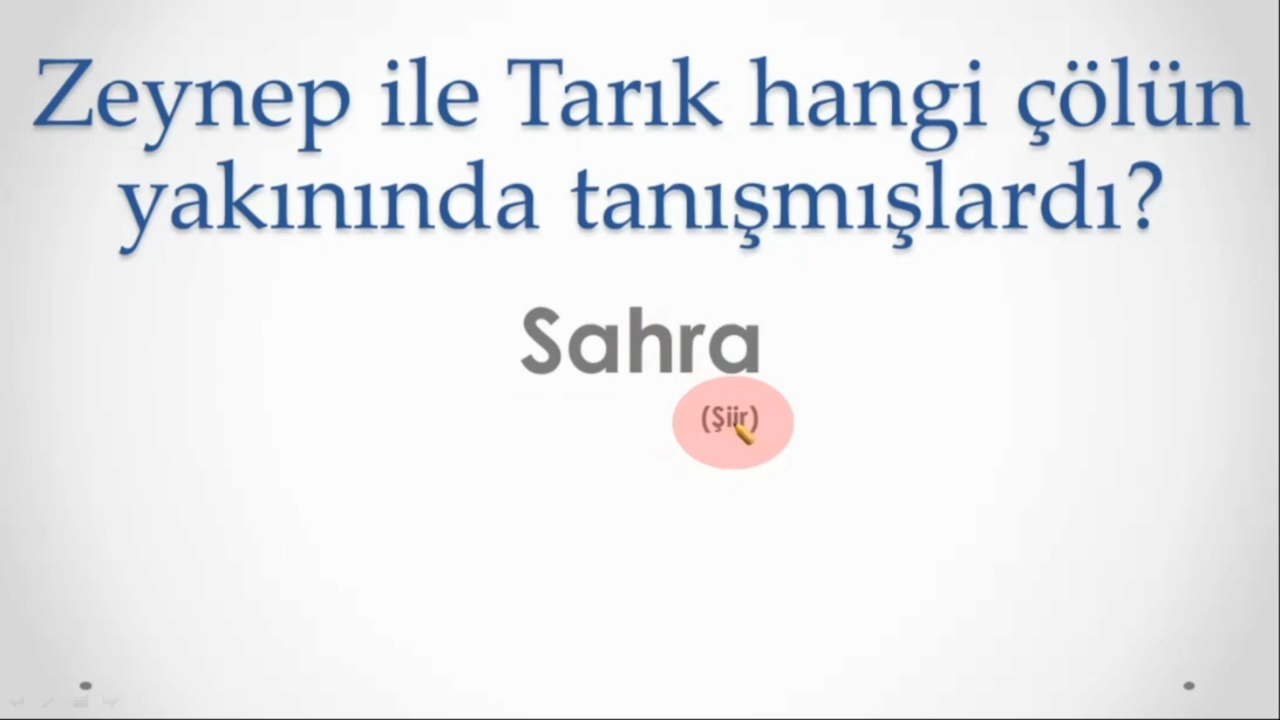 Zeynep ile Tarık hangi çölün
yakınında tanışmışlardı?
Sahra
(Şiir)